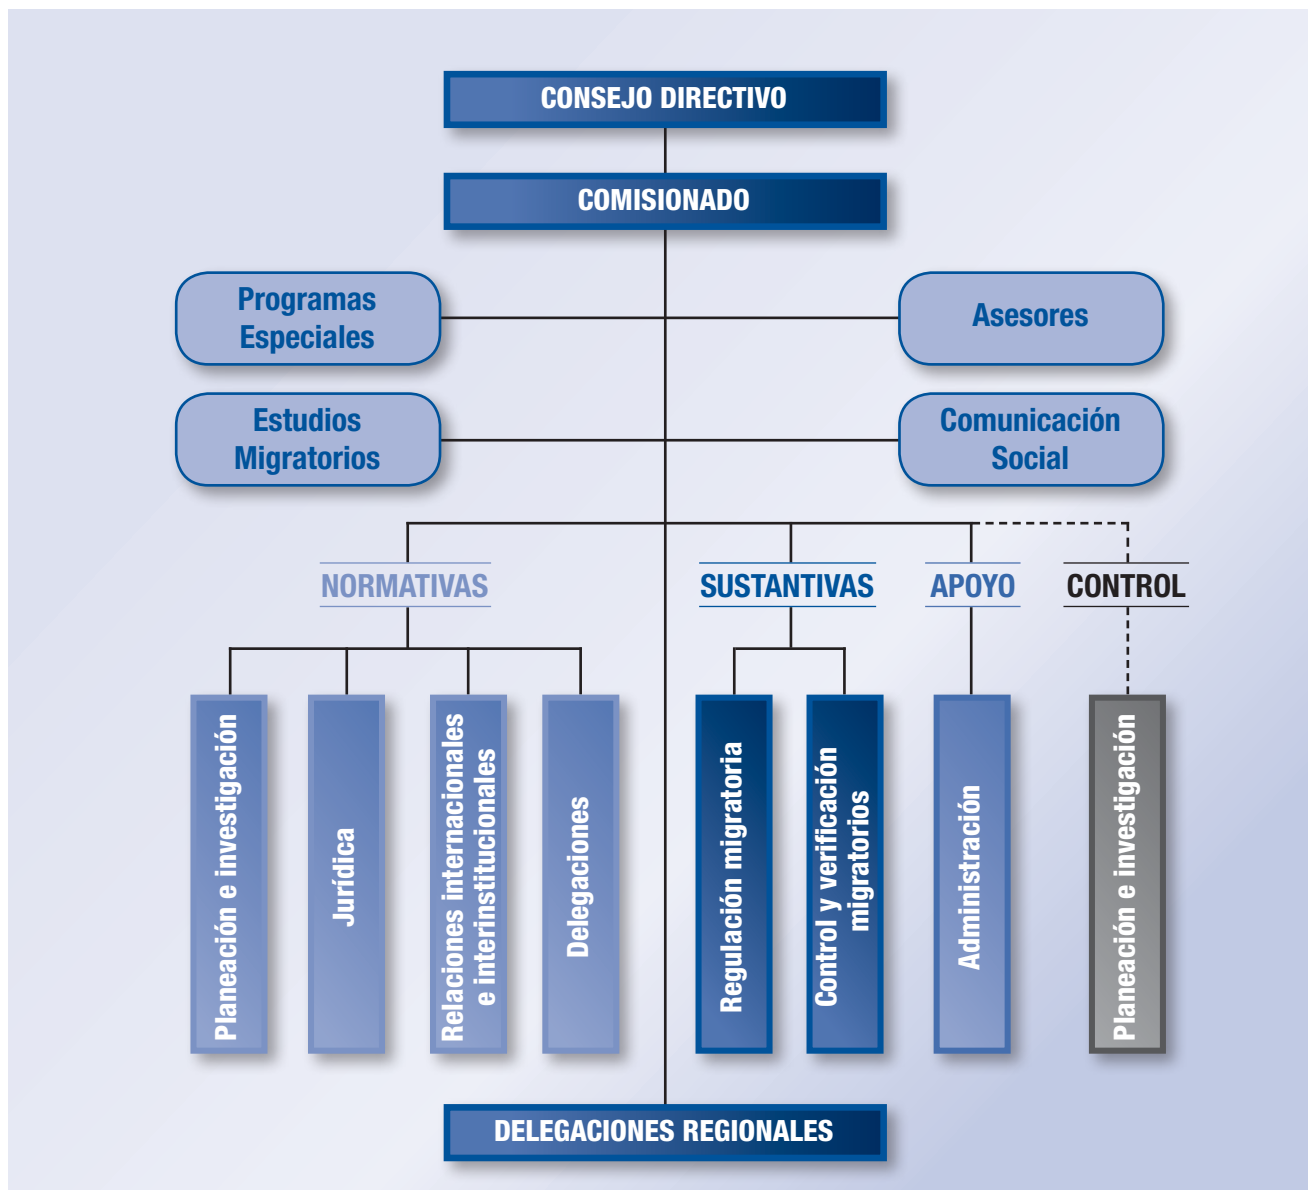 CONSEJO DIRECTIVO
COMISIONADO
Programas
Especiales
Asesores
Estudios
Migratorios
Comunicación
Social
NORMATIVAS
SUSTANTIVAS
APOYO
CONTROL
Planeación e investigación
Jurídica
Relaciones internacionales
e interinstitucionales
Delegaciones
Regulación migratoria
Control y verificación
migratorios
Administración
Planeación e investigación
DELEGACIONES REGIONALES